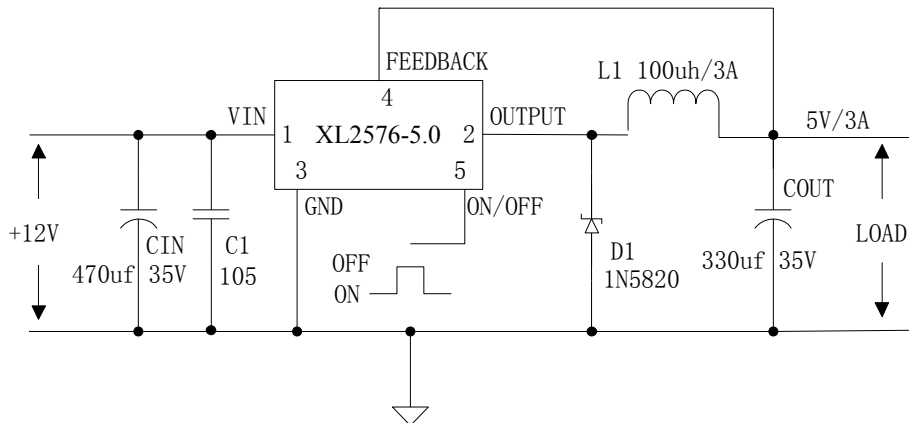 FEEDBACK
L1 100uh/3A
4
VIN
OUTPUT
5V/3A
1 XL2576-5.0 2
3
5
GND
ON/OFF
COUT
+12V
CIN
C1
470uf 35V
105
OFF
ON
D1
1N5820
330uf 35V
LOAD